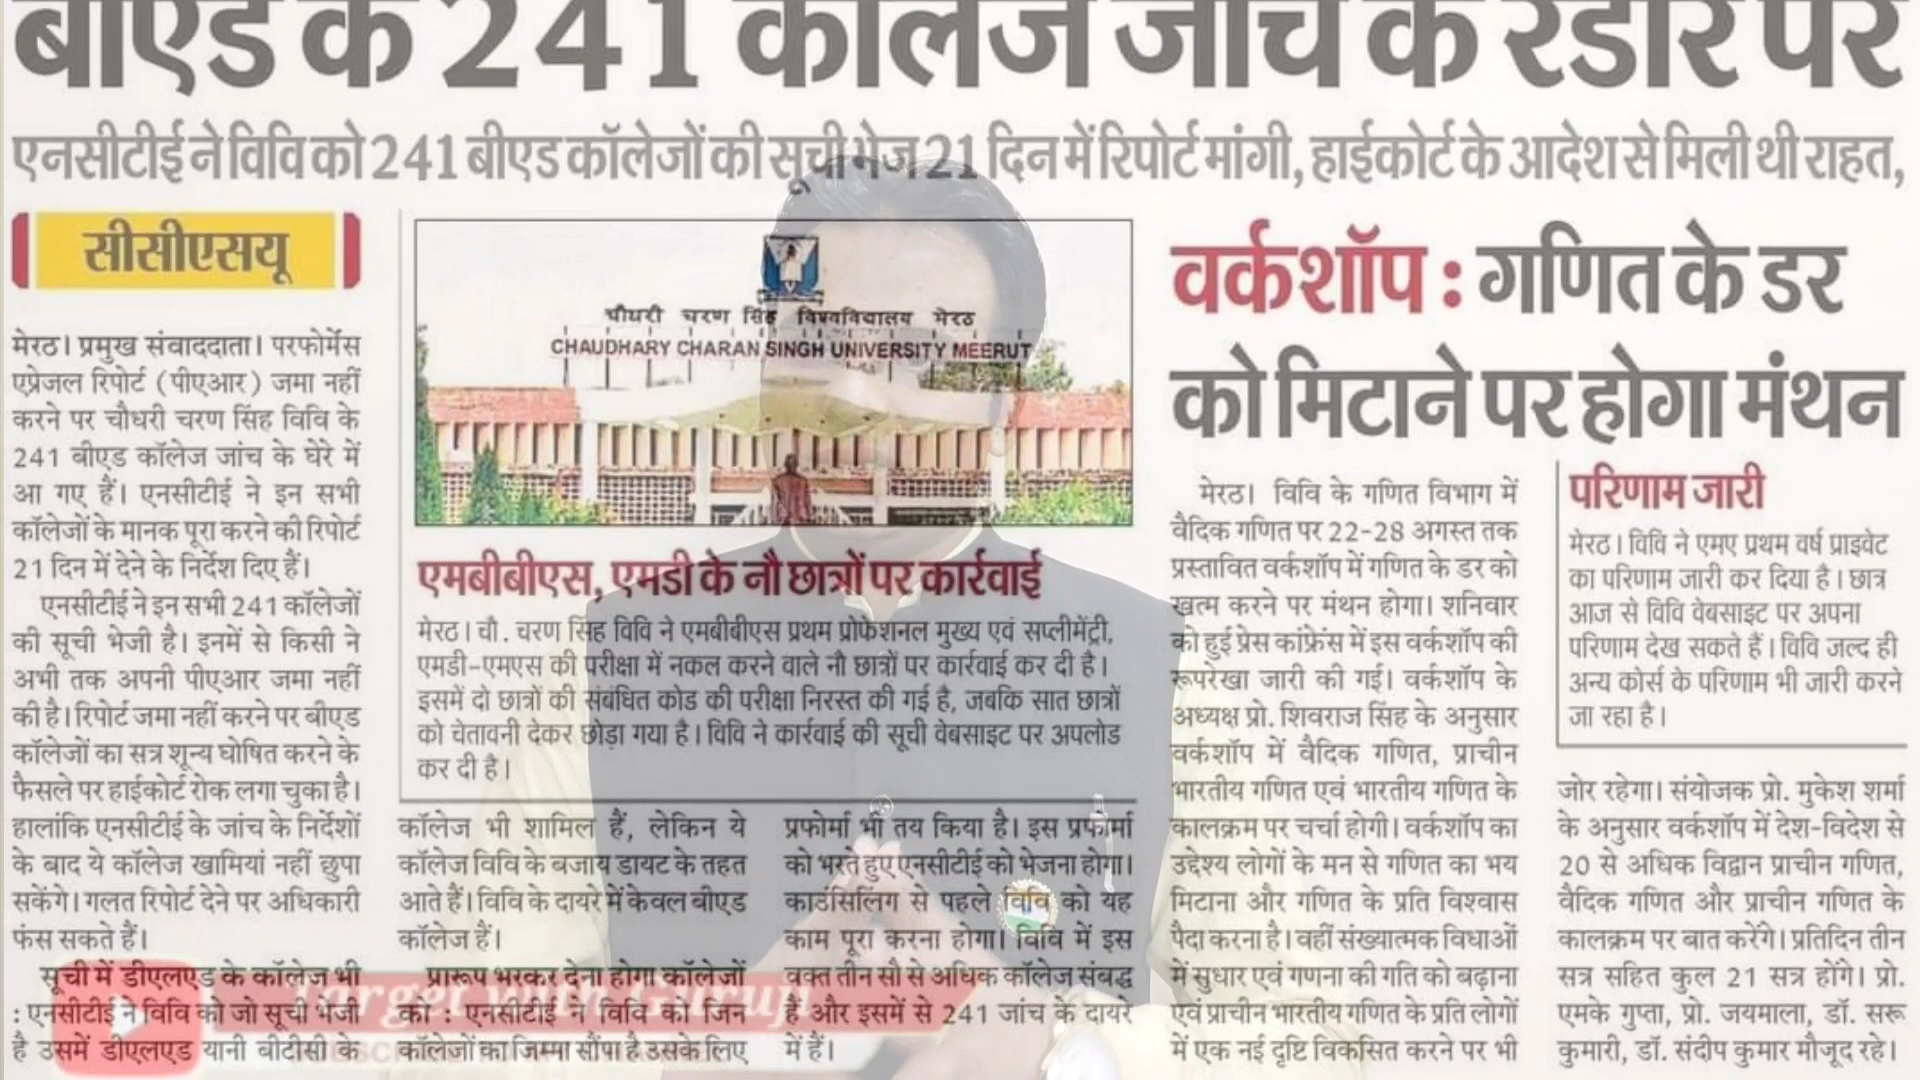 बीएड के 241 कॉलेज जांच के रडार पर
एनसीटीई ने विवि को 241 बीएड कॉलेजों की सूची भेज 21 दिन में रिपोर्ट मांगी, हाईकोर्ट के आदेश से मिली थी राहत,
सीसीएसयू
मेरठ। प्रमुख संवाददाता। परफोर्मेंस
एप्रेजल रिपोर्ट (पीएआर) जमा नहीं
करने पर चौधरी चरण सिंह विवि के
241 बीएड कॉलेज जांच के घेरे में
आ गए हैं। एनसीटीई ने इन सभी
कॉलेजों के मानक पूरा करने की रिपोर्ट
21 दिन में देने के निर्देश दिए हैं।
एनसीटीई ने इन सभी 241 कॉलेजों
की सूची भेजी है। इनमें से किसी ने
अभी तक अपनी पीएआर जमा नहीं
की है। रिपोर्ट जमा नहीं करने पर बीएड
कॉलेजों का सत्र शून्य घोषित करने के
फैसले पर हाईकोर्ट रोक लगा चुका है।
हालांकि एनसीटीई के जांच के निर्देशों
के बाद ये कॉलेज खामियां नहीं छुपा
सकेंगे। गलत रिपोर्ट देने पर अधिकारी
फंस सकते हैं।
सूची में डीएलएड के कॉलेज भी
: एनसीटीई ने विवि को जो सूची भेजी
है उसमें डीएलएड यानी बीटीसी के
चौधरी चरण सिंह विश्वविद्यालय मेरठ
CHAUDHARY CHARAN SINGH UNIVERSITY MEERUT
एमबीबीएस, एमडी के नौ छात्रों पर कार्रवाई
मेरठ। चौ. चरण सिंह विवि ने एमबीबीएस प्रथम प्रोफेशनल मुख्य एवं सप्लीमेंट्री,
एमडी-एमएस की परीक्षा में नकल करने वाले नौ छात्रों पर कार्रवाई कर दी है।
इसमें दो छात्रों की संबंधित कोड की परीक्षा निरस्त की गई है, जबकि सात छात्रों
को चेतावनी देकर छोड़ा गया है। विवि ने कार्रवाई की सूची वेबसाइट पर अपलोड
कर दी है।
कॉलेज भी शामिल हैं, लेकिन ये
कॉलेज विवि के बजाय डायट के तहत
आते हैं। विवि के दायरे में केवल बीएड
कॉलेज हैं।
प्रारूप भरकर देना होगा कॉलेजों
को : एनसीटीई ने विवि को जिन
कॉलेजों का जिम्मा सौंपा है उसके लिए
प्रफोर्मा भी तय किया है। इस प्रफोर्मा
को भरते हुए एनसीटीई को भेजना होगा।
काउंसिलिंग से पहले विवि को यह
काम पूरा करना होगा। विवि में इस
वक्त तीन सौ से अधिक कॉलेज संबद्ध
हैं और इसमें से 241 जांच के दायरे
में हैं।
Target with Guruji
वर्कशॉप : गणित के डर
को मिटाने पर होगा मंथन
मेरठ। विवि के गणित विभाग में
वैदिक गणित पर 22-28 अगस्त तक
प्रस्तावित वर्कशॉप में गणित के डर को
खत्म करने पर मंथन होगा। शनिवार
को हुई प्रेस कांफ्रेंस में इस वर्कशॉप की
रूपरेखा जारी की गई। वर्कशॉप के
अध्यक्ष प्रो. शिवराज सिंह के अनुसार
वर्कशॉप में वैदिक गणित, प्राचीन
भारतीय गणित एवं भारतीय गणित के
कालक्रम पर चर्चा होगी। वर्कशॉप का
उद्देश्य लोगों के मन से गणित का भय
मिटाना और गणित के प्रति विश्वास
पैदा करना है। वहीं संख्यात्मक विधाओं
में सुधार एवं गणना की गति को बढ़ाना
एवं प्राचीन भारतीय गणित के प्रति लोगों
में एक नई दृष्टि विकसित करने पर भी
परिणाम जारी
मेरठ। विवि ने एमए प्रथम वर्ष प्राइवेट
का परिणाम जारी कर दिया है। छात्र
आज से विवि वेबसाइट पर अपना
परिणाम देख सकते हैं। विवि जल्द ही
अन्य कोर्स के परिणाम भी जारी करने
जा रहा है।
जोर रहेगा। संयोजक प्रो. मुकेश शर्मा
के अनुसार वर्कशॉप में देश-विदेश से
20 से अधिक विद्वान प्राचीन गणित,
वैदिक गणित और प्राचीन गणित के
कालक्रम पर बात करेंगे। प्रतिदिन तीन
सत्र सहित कुल 21 सत्र होंगे। प्रो.
एमके गुप्ता, प्रो. जयमाला, डॉ. सरू
कुमारी, डॉ. संदीप कुमार मौजूद रहे।